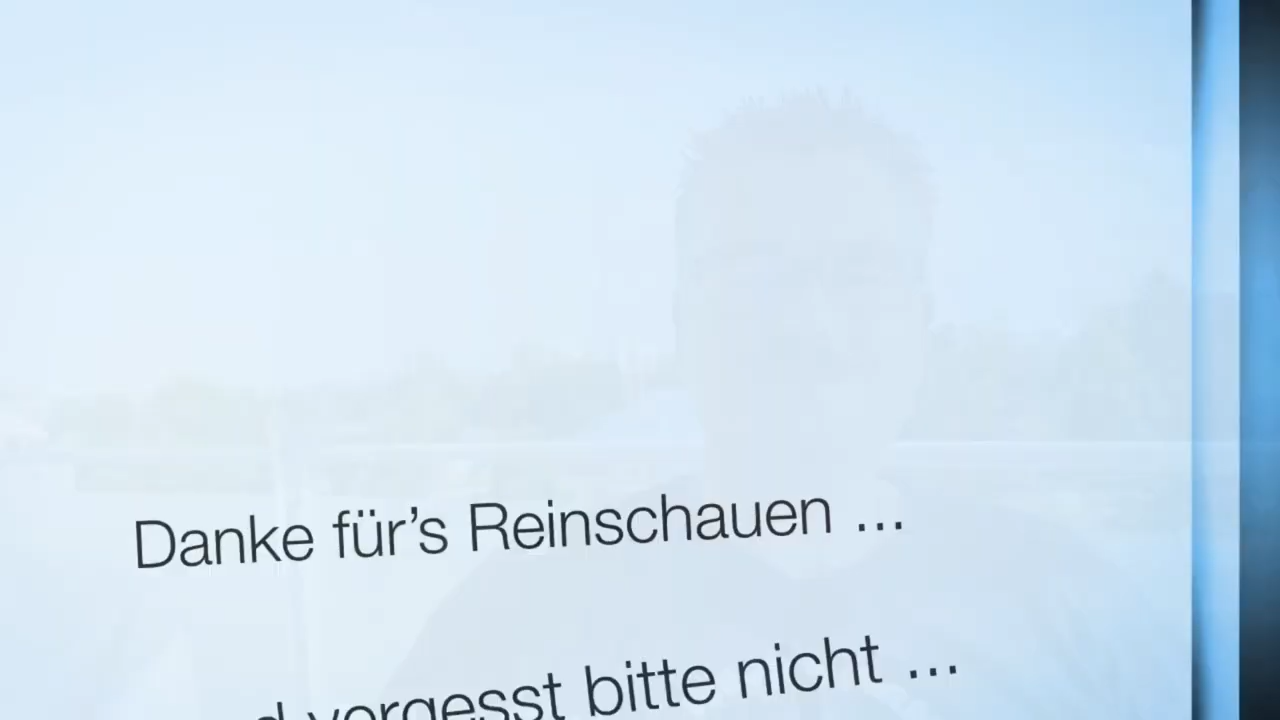 Danke für’s Reinschauen ...
vergesst bitte nicht ...